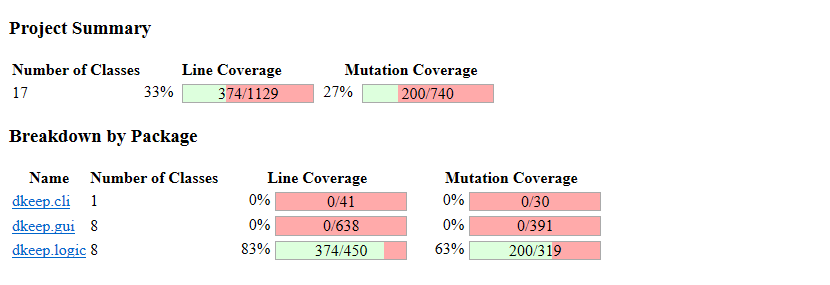 Project Summary
Number of Classes Line Coverage Mutation Coverage
17 33% 374/1129 27% 200/740
Breakdown by Package
Name Number of Classes Line Coverage Mutation Coverage
dkeep.cli 1 0% 0/41 0% 0/30
dkeep.gui 8 0% 0/638 0% 0/391
dkeep.logic 8 83% 374/450 63% 200/319